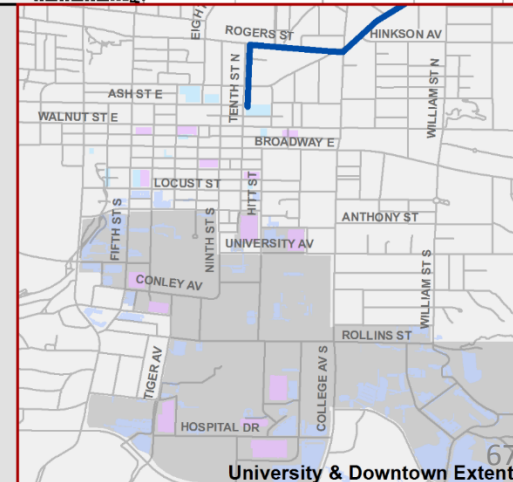 EIGHT
ROGERS ST
HINKSON AV
TENTH ST N
WILLIAM ST N
ASH ST E
WALNUT ST E
BROADWAY E
LOCUST ST
HITT ST
FIFTH ST S
NINTH ST S
ANTHONY ST
UNIVERSITY AV
CONLEY AV
WILLIAM ST S
ROLLINS ST
TIGER AV
COLLEGE AV S
HOSPITAL DR
67
University & Downtown Extent